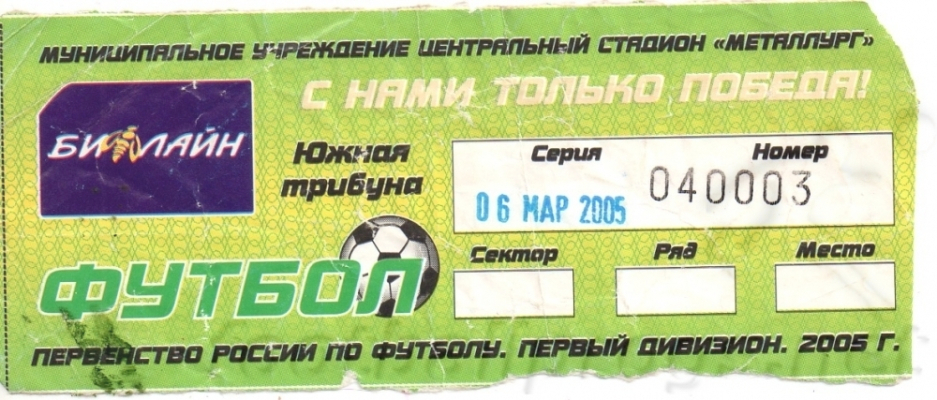 МУНИЦИПАЛЬНОЕ УЧРЕЖДЕНИЕ ЦЕНТРАЛЬНЫЙ СТАДИОН «МЕТАЛЛУРГ»
С НАМИ ТОЛЬКО ПОБЕДА!
БИЛАЙН
Южная трибуна
Серия Номер
06 МАР 2005 040003
Сектор Ряд Место
ФУТБОЛ
ПЕРВЕНСТВО РОССИИ ПО ФУТБОЛУ. ПЕРВЫЙ ДИВИЗИОН. 2005 Г.